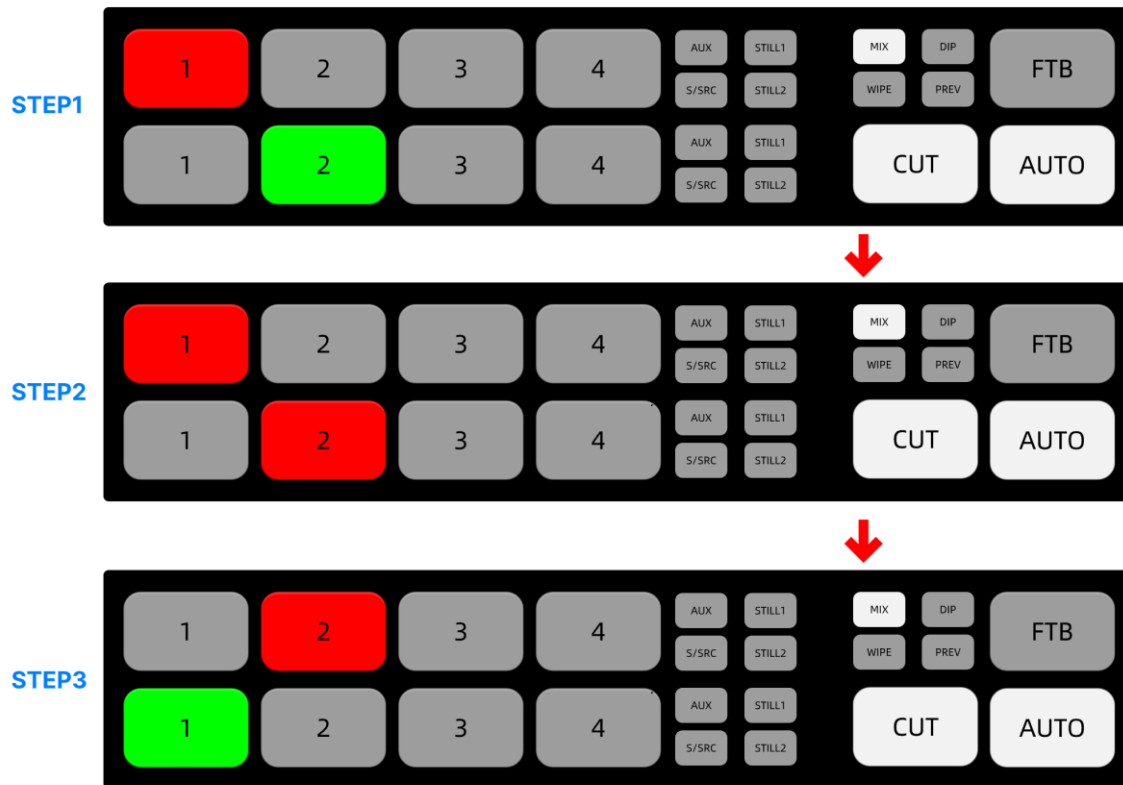 1 2 3 4 AUX STILL1 MIX DIP FTB
S/SRC STILL2 WIPE PREV
STEP1
1 2 3 4 AUX STILL1 CUT AUTO
S/SRC STILL2
1 2 3 4 AUX STILL1 MIX DIP FTB
S/SRC STILL2 WIPE PREV
STEP2
1 2 3 4 AUX STILL1 CUT AUTO
S/SRC STILL2
1 2 3 4 AUX STILL1 MIX DIP FTB
S/SRC STILL2 WIPE PREV
STEP3
1 2 3 4 AUX STILL1 CUT AUTO
S/SRC STILL2